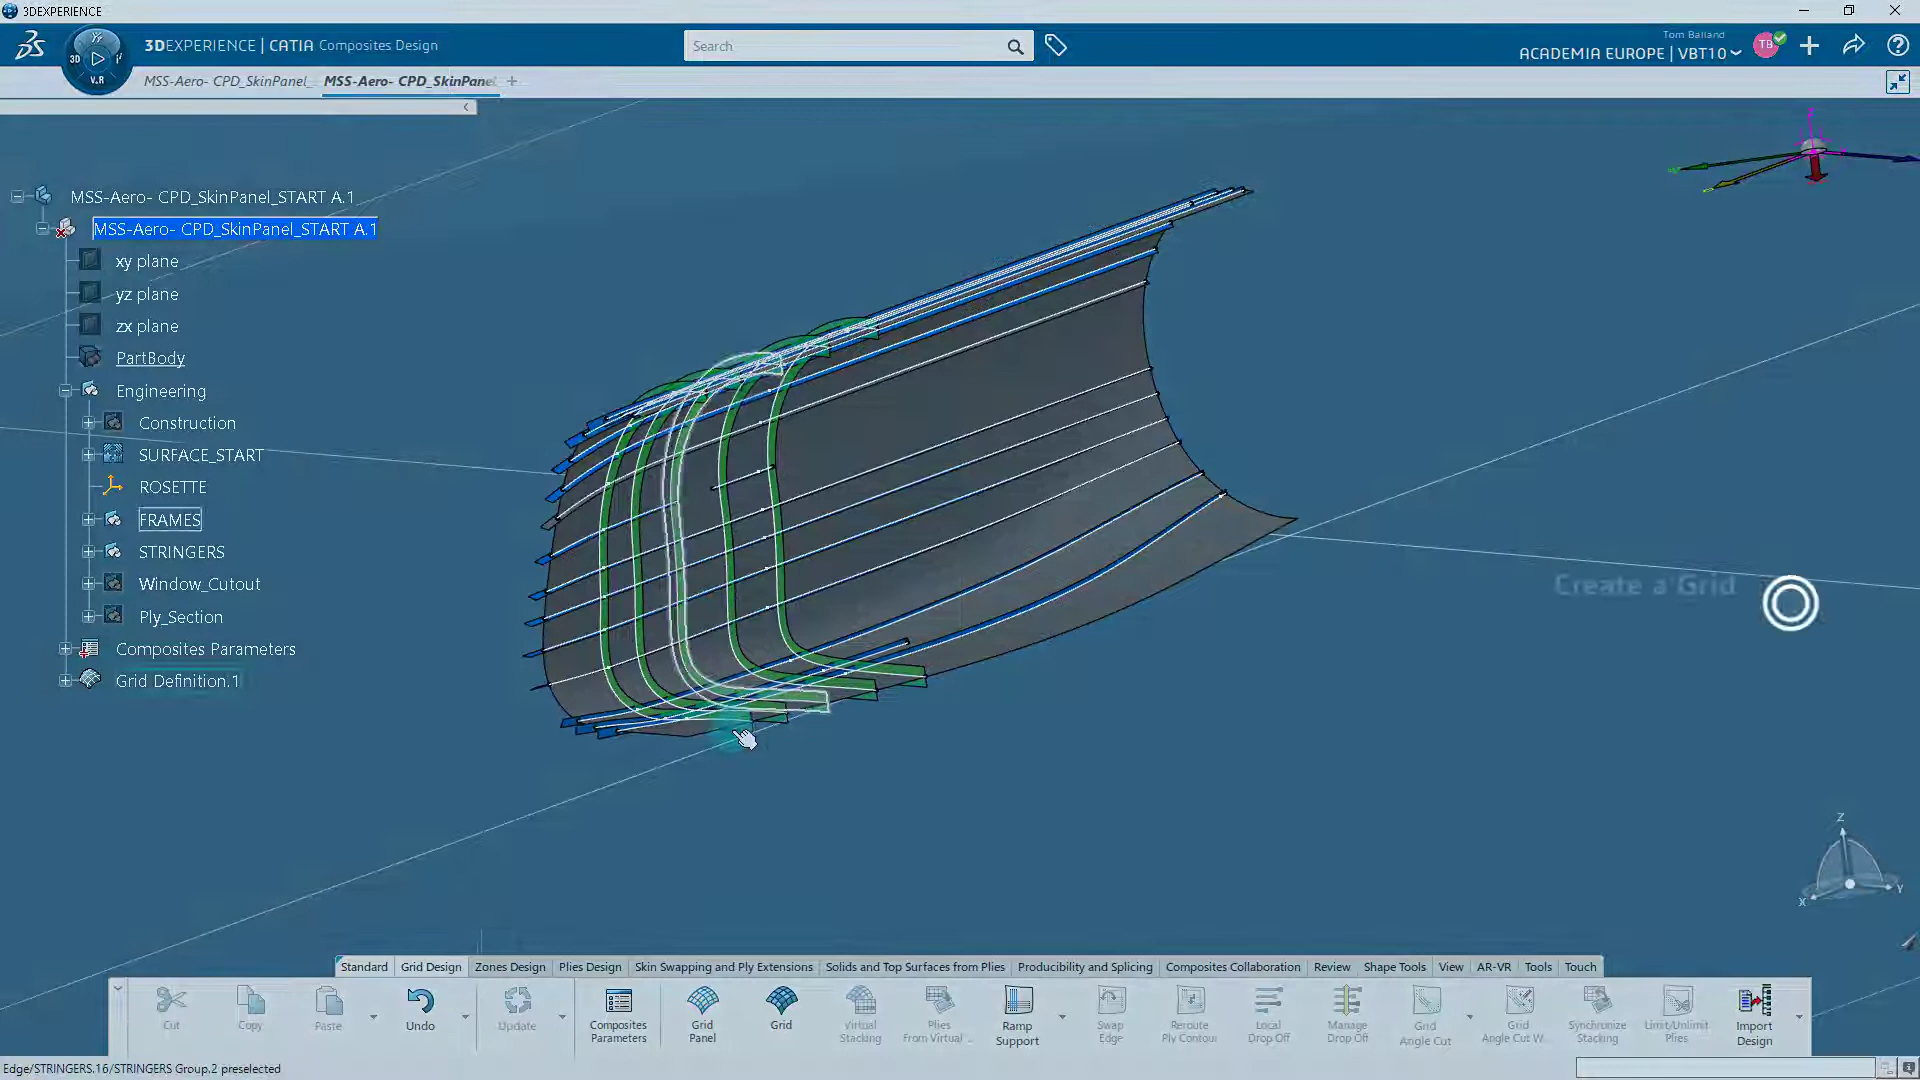 3DEXPERIENCE
3DEXPERIENCE | CATIA Composites Design
3D
V.R
Search
Tom Balland
ACADEMIA EUROPE | VBT10
TB
MSS-Aero- CPD_SkinPanel_
MSS-Aero- CPD_SkinPane
MSS-Aero- CPD_SkinPanel_START A.1
MSS-Aero- CPD_SkinPanel_START A.1
xy plane
yz plane
zx plane
PartBody
Engineering
Construction
SURFACE_START
ROSETTE
FRAMES
STRINGERS
Window_Cutout
Ply_Section
Composites Parameters
Grid Definition.1
Create a Grid
Z
Y
X
Standard
Grid Design
Zones Design
Plies Design
Skin Swapping and Ply Extensions
Solids and Top Surfaces from Plies
Producibility and Splicing
Composites Collaboration
Review
Shape Tools
View
AR-VR
Tools
Touch
Cut
Copy
Paste
Undo
Update
Composites
Parameters
Grid
Panel
Grid
Virtual
Stacking
Plies
From Virtual ..
Ramp
Support
Swap
Edge
Reroute
Ply Contour
Local
Drop Off
Manage
Drop Off
Grid
Angle Cut
Grid
Angle Cut W..
Synchronize
Stacking
Limit/Unlimit
Plies
Import
Design
Edge/STRINGERS.16/STRINGERS Group.2 preselected